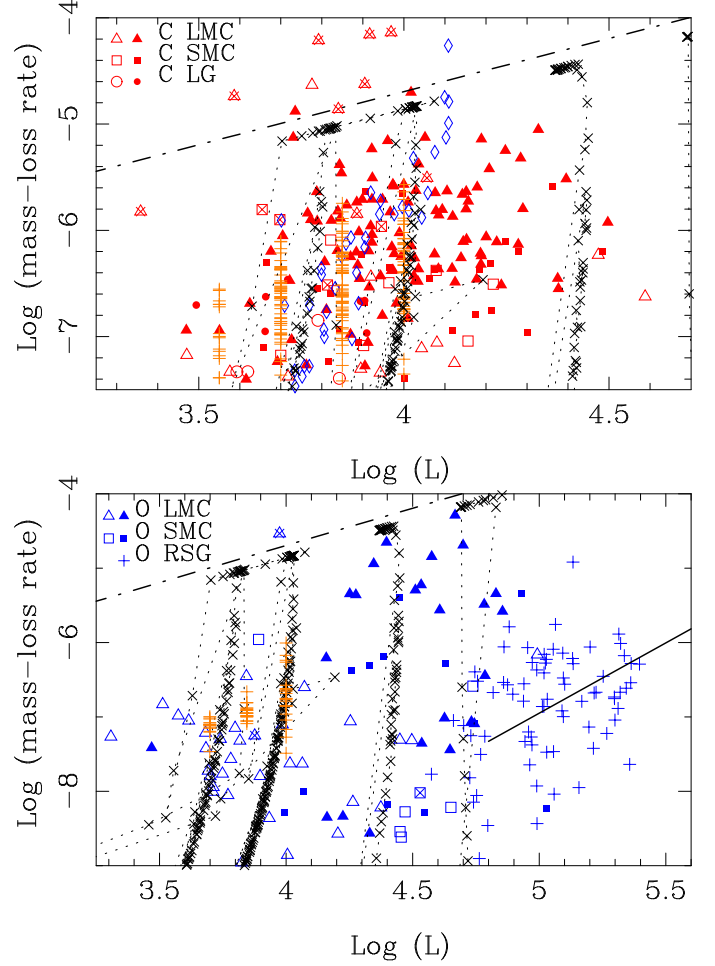 −4
−5
−6
−7
Log (mass−loss rate)
C LMC
C SMC
C LG
3.5
4
4.5
Log (L)
−4
−6
−8
Log (mass−loss rate)
O LMC
O SMC
O RSG
3.5
4
4.5
5
5.5
Log (L)